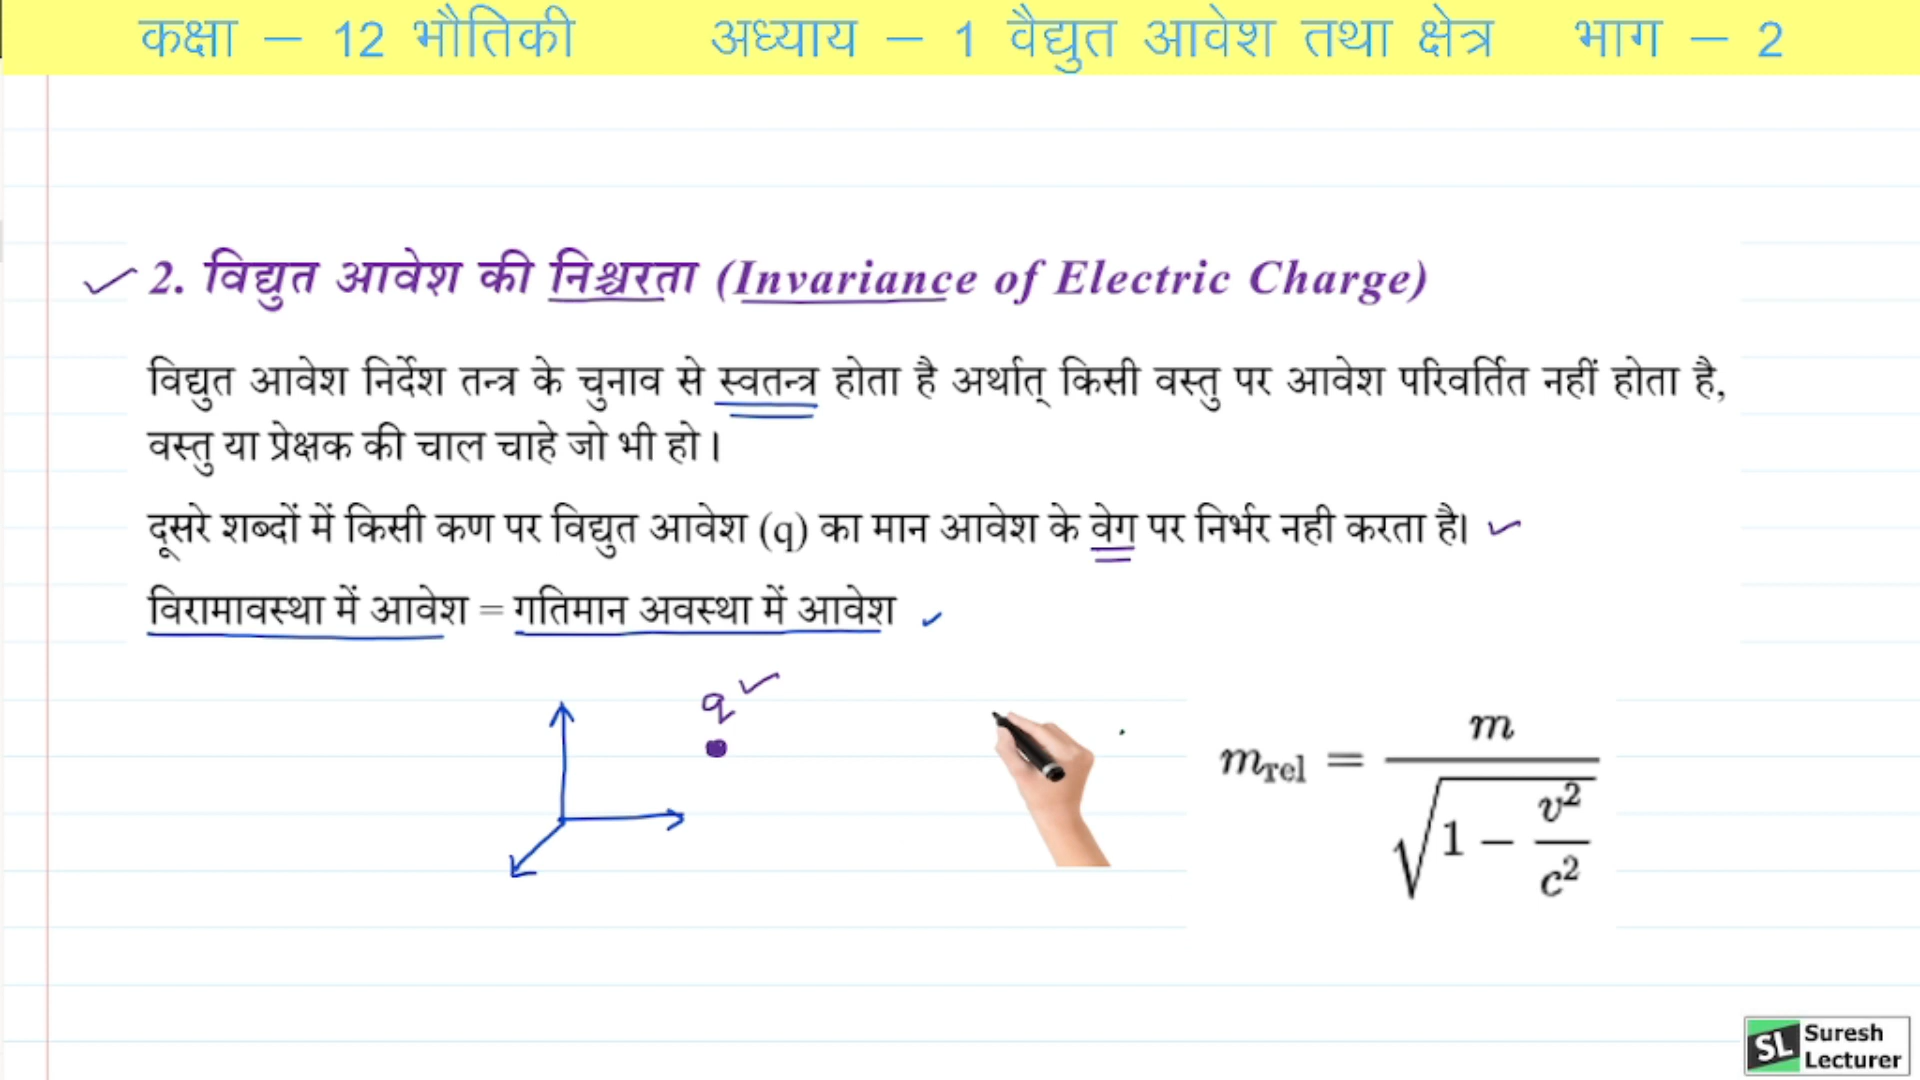 कक्षा – 12 भौतिकी अध्याय – 1 वैद्युत आवेश तथा क्षेत्र भाग – 2
2. विद्युत आवेश की निश्चरता (Invariance of Electric Charge)
विद्युत आवेश निर्देश तन्त्र के चुनाव से स्वतन्त्र होता है अर्थात् किसी वस्तु पर आवेश परिवर्तित नहीं होता है,
वस्तु या प्रेक्षक की चाल चाहे जो भी हो।
दूसरे शब्दों में किसी कण पर विद्युत आवेश (q) का मान आवेश के वेग पर निर्भर नही करता है।
विरामावस्था में आवेश = गतिमान अवस्था में आवेश
q
m_rel = m / √(1 − v²/c²)
SL Suresh
Lecturer